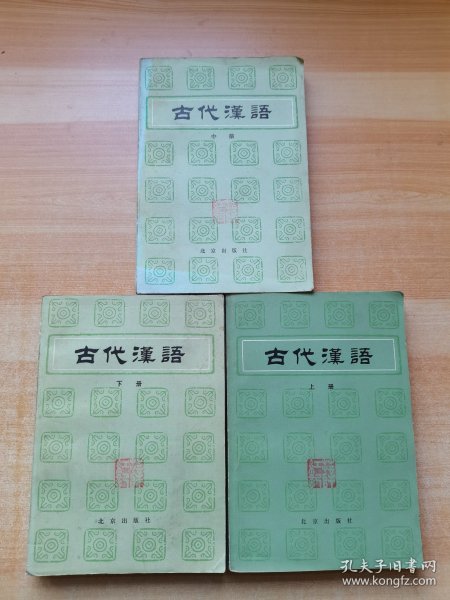 古代漢語
中册
北京出版社
古代漢語
下册
北京出版社
古代漢語
上册
北京出版社
孔夫子旧书网
www.kongfz.com